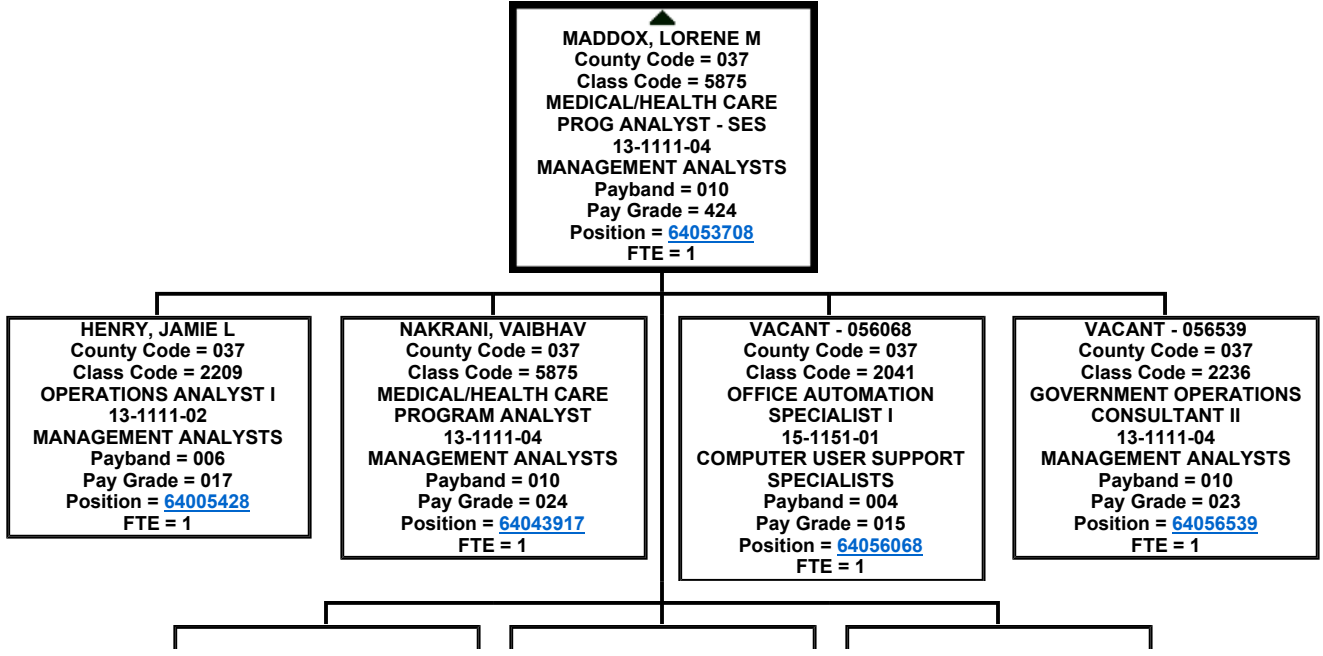 MADDOX, LORENE M
County Code = 037
Class Code = 5875
MEDICAL/HEALTH CARE
PROG ANALYST - SES
13-1111-04
MANAGEMENT ANALYSTS
Payband = 010
Pay Grade = 424
Position = 64053708
FTE = 1
HENRY, JAMIE L
County Code = 037
Class Code = 2209
OPERATIONS ANALYST I
13-1111-02
MANAGEMENT ANALYSTS
Payband = 006
Pay Grade = 017
Position = 64005428
FTE = 1
NAKRANI, VAIBHAV
County Code = 037
Class Code = 5875
MEDICAL/HEALTH CARE
PROGRAM ANALYST
13-1111-04
MANAGEMENT ANALYSTS
Payband = 010
Pay Grade = 024
Position = 64043917
FTE = 1
VACANT - 056068
County Code = 037
Class Code = 2041
OFFICE AUTOMATION
SPECIALIST I
15-1151-01
COMPUTER USER SUPPORT
SPECIALISTS
Payband = 004
Pay Grade = 015
Position = 64056068
FTE = 1
VACANT - 056539
County Code = 037
Class Code = 2236
GOVERNMENT OPERATIONS
CONSULTANT II
13-1111-04
MANAGEMENT ANALYSTS
Payband = 010
Pay Grade = 023
Position = 64056539
FTE = 1